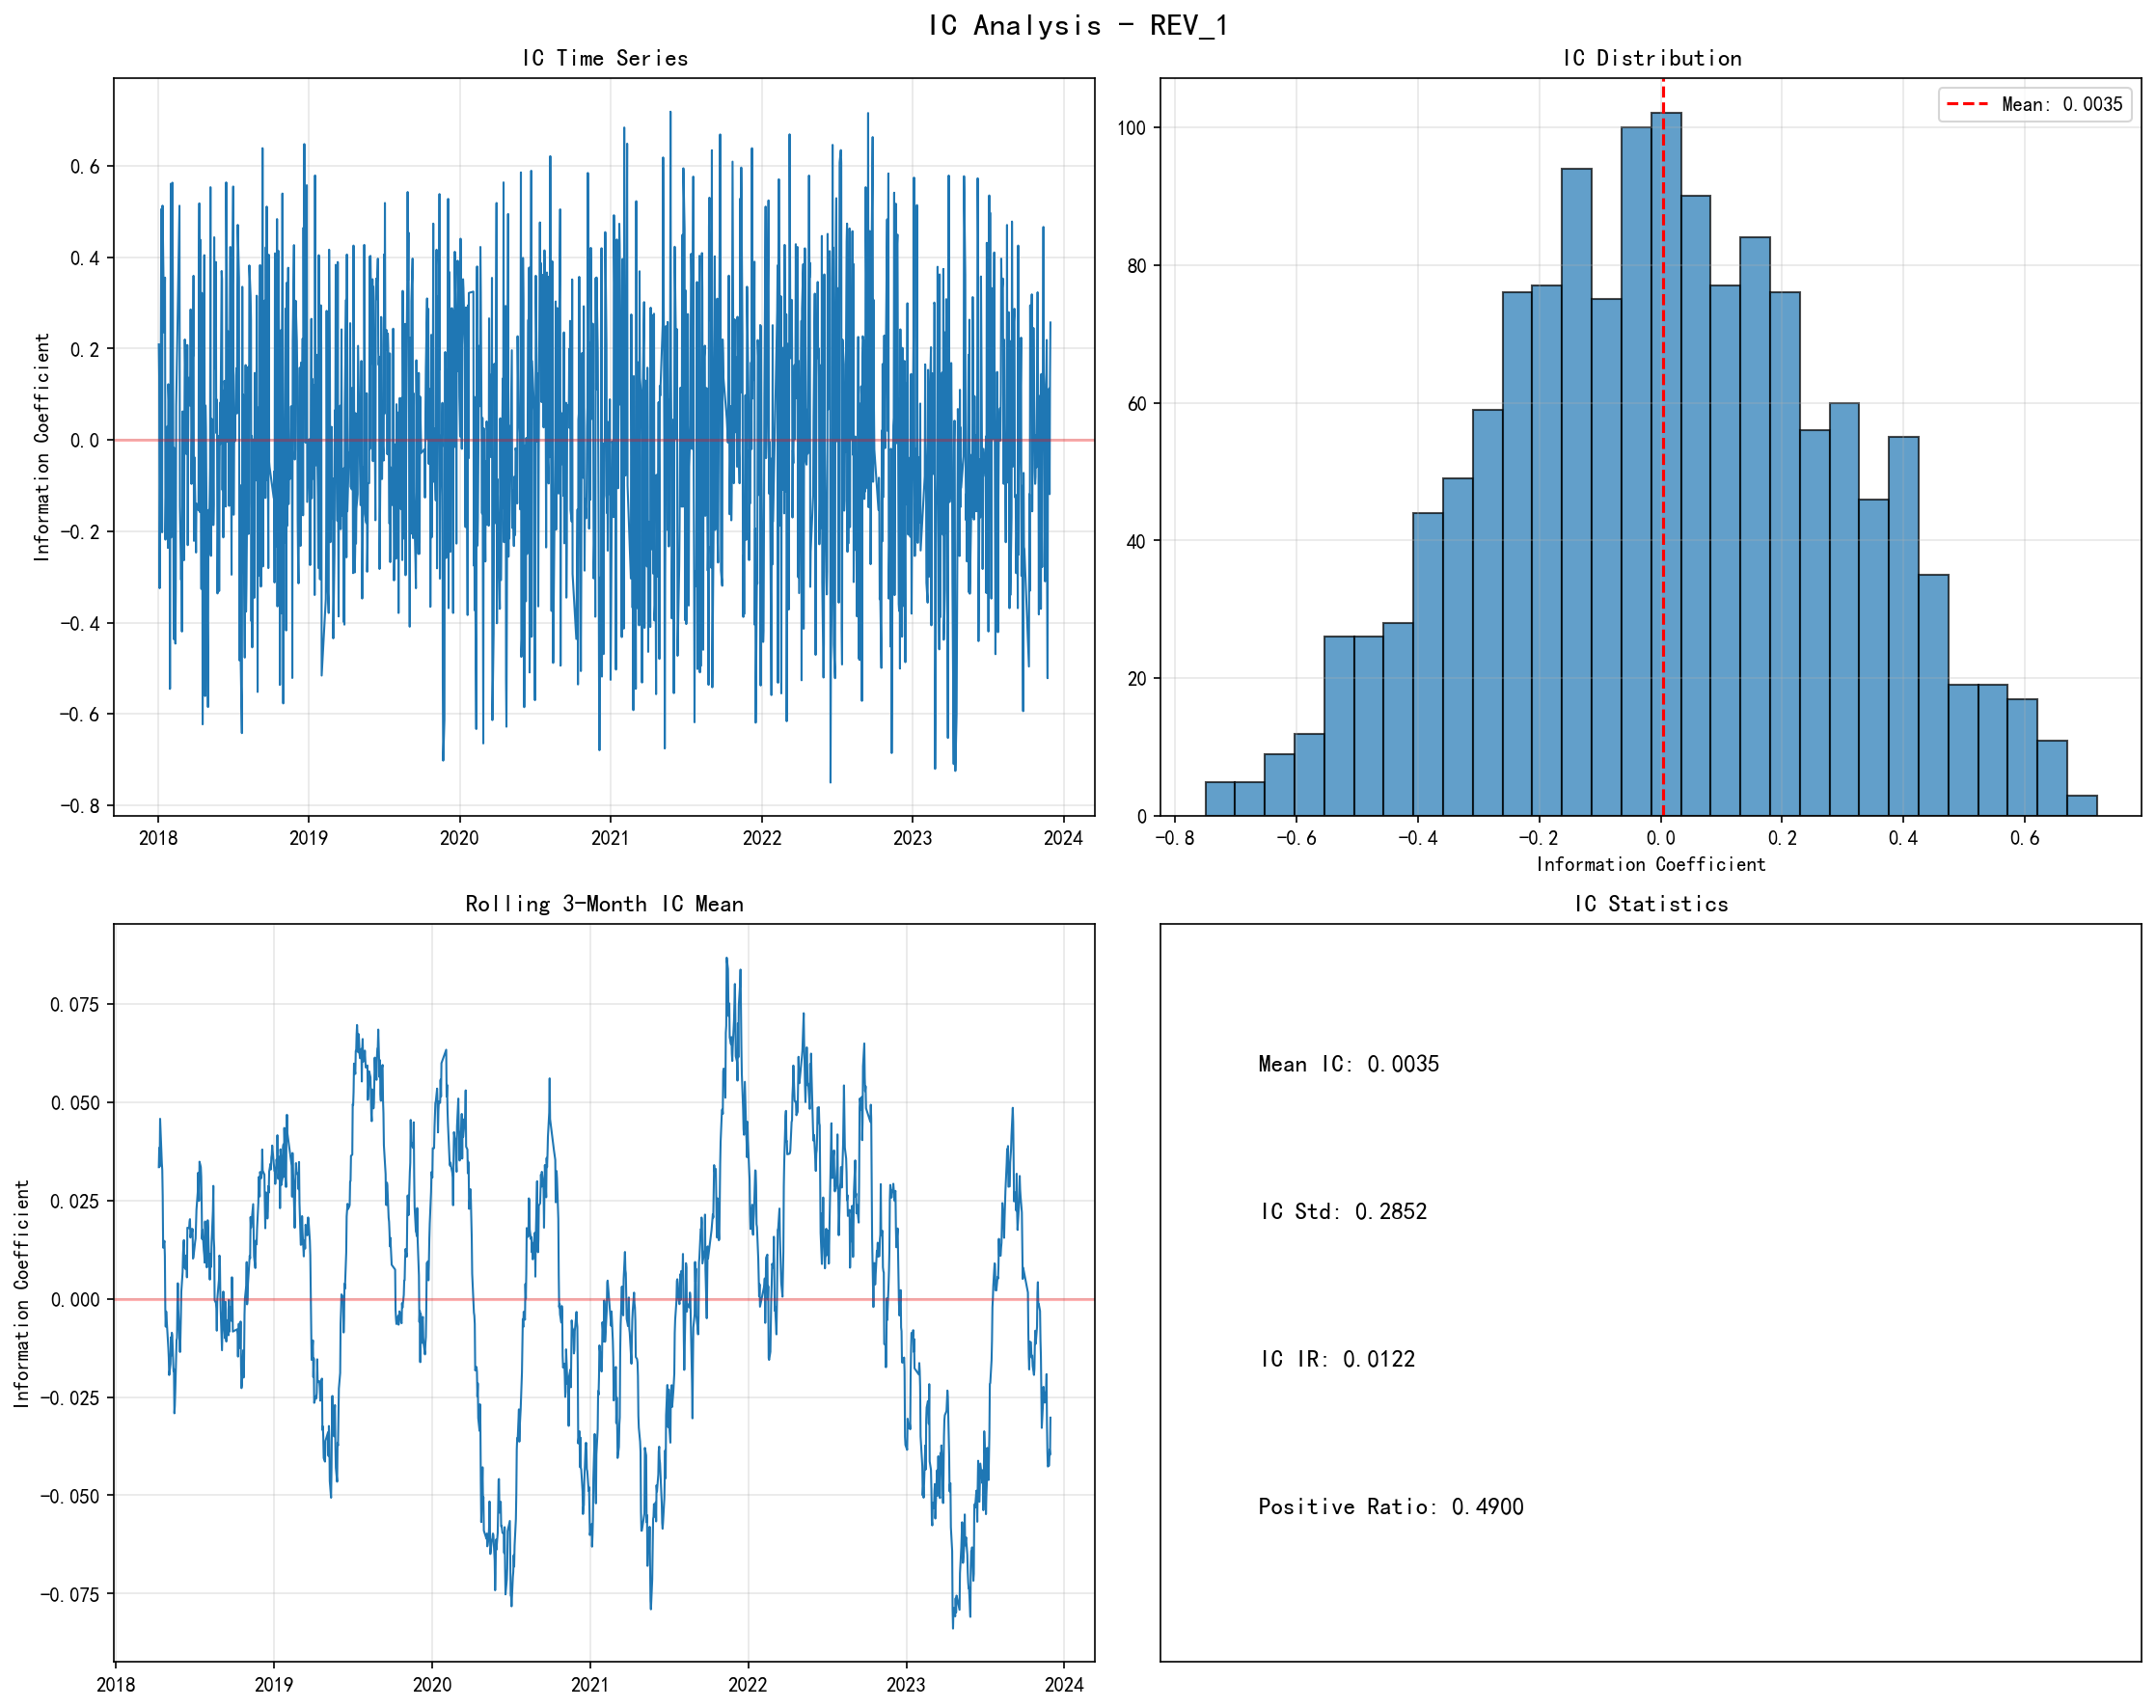 IC Analysis - REV_1
IC Time Series
Information Coefficient
0.6
0.4
0.2
0.0
-0.2
-0.4
-0.6
-0.8
2018 2019 2020 2021 2022 2023 2024
IC Distribution
Mean: 0.0035
100
80
60
40
20
0
-0.8 -0.6 -0.4 -0.2 0.0 0.2 0.4 0.6
Information Coefficient
Rolling 3-Month IC Mean
Information Coefficient
0.075
0.050
0.025
0.000
-0.025
-0.050
-0.075
2018 2019 2020 2021 2022 2023 2024
IC Statistics
Mean IC: 0.0035
IC Std: 0.2852
IC IR: 0.0122
Positive Ratio: 0.4900